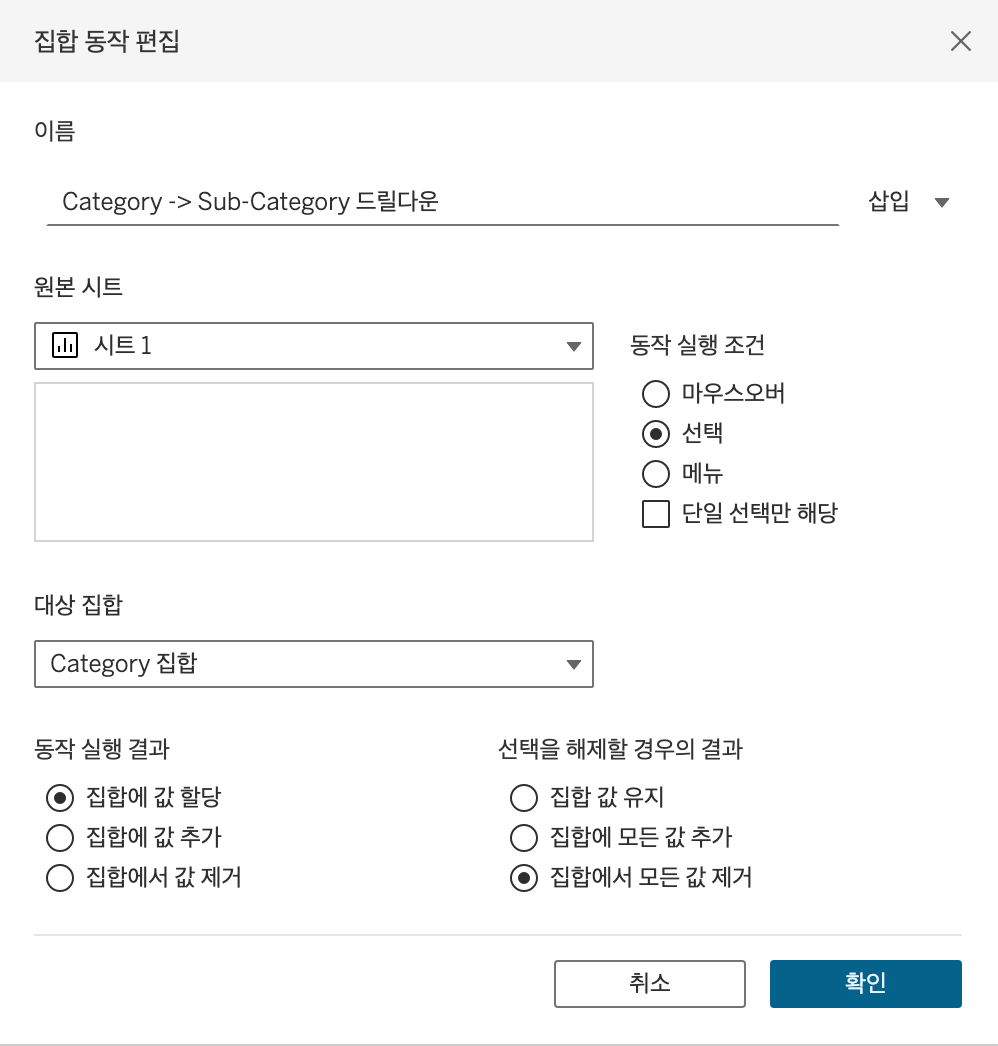 집합 동작 편집
이름
Category -> Sub-Category 드릴다운
삽입
원본 시트
시트 1
동작 실행 조건
마우스오버
선택
메뉴
단일 선택만 해당
대상 집합
Category 집합
동작 실행 결과
집합에 값 할당
집합에 값 추가
집합에서 값 제거
선택을 해제할 경우의 결과
집합 값 유지
집합에 모든 값 추가
집합에서 모든 값 제거
취소
확인